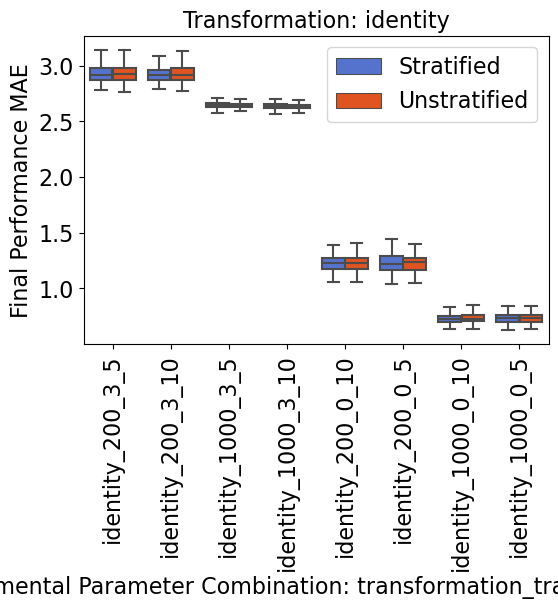 Transformation: identity
Final Performance MAE
3.0
2.5
2.0
1.5
1.0
Stratified
Unstratified
identity_200_3_5
identity_200_3_10
identity_1000_3_5
identity_1000_3_10
identity_200_0_10
identity_200_0_5
identity_1000_0_10
identity_1000_0_5
mental Parameter Combination: transformation_tra